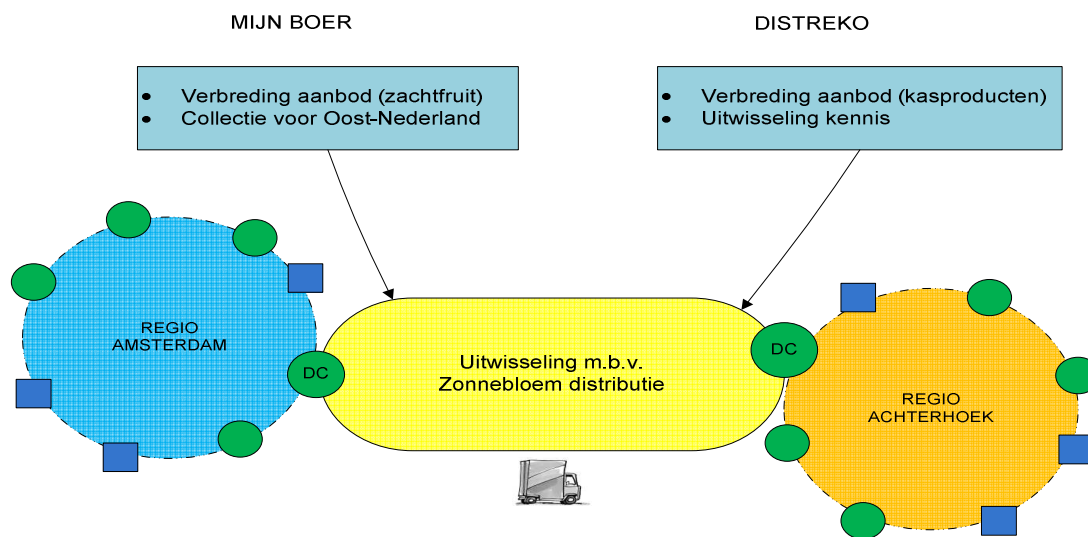 MIJN BOER
DISTREKO
• Verbreding aanbod (zachtfruit)
• Collectie voor Oost-Nederland
• Verbreding aanbod (kasproducten)
• Uitwisseling kennis
REGIO
AMSTERDAM
DC
Uitwisseling m.b.v.
Zonnebloem distributie
DC
REGIO
ACHTERHOEK